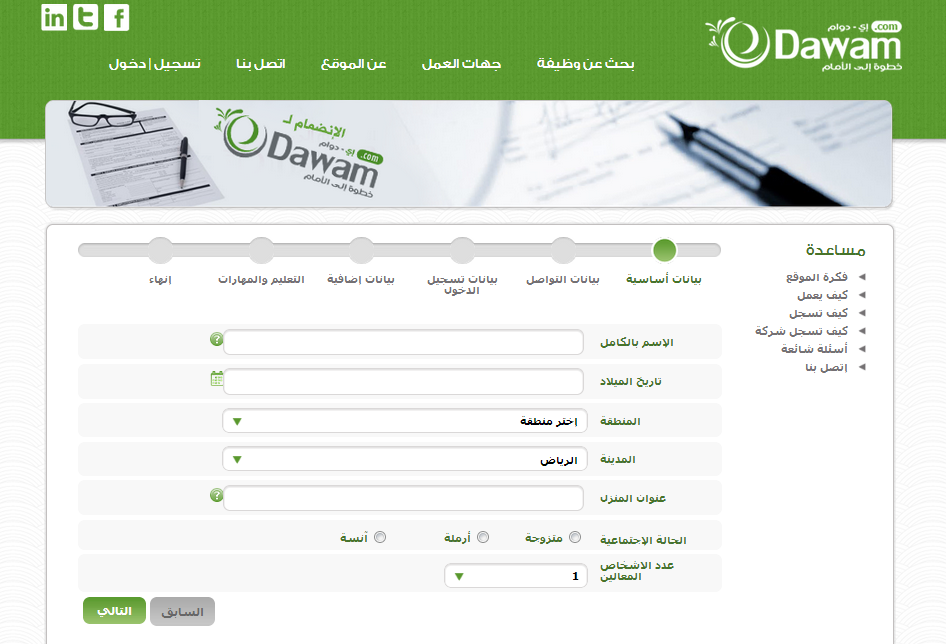 in t f
إي - دوام .com
Dawam
خطوة إلى الأمام
بحث عن وظيفة
جهات العمل
عن الموقع
اتصل بنا
تسجيل | دخول
الإنضمام لـ
إي - دوام .com
Dawam
خطوة إلى الأمام
مساعدة
فكرة الموقع
كيف يعمل
كيف تسجل
كيف تسجل شركة
أسئلة شائعة
إتصل بنا
بيانات أساسية
بيانات التواصل
بيانات تسجيل
الدخول
بيانات إضافية
التعليم والمهارات
إنهاء
الإسم بالكامل
?
تاريخ الميلاد
المنطقة
إختر منطقة
المدينة
الرياض
عنوان المنزل
?
الحالة الإجتماعية
متزوجة
أرملة
آنسة
عدد الاشخاص
المعالين
1
السابق
التالي